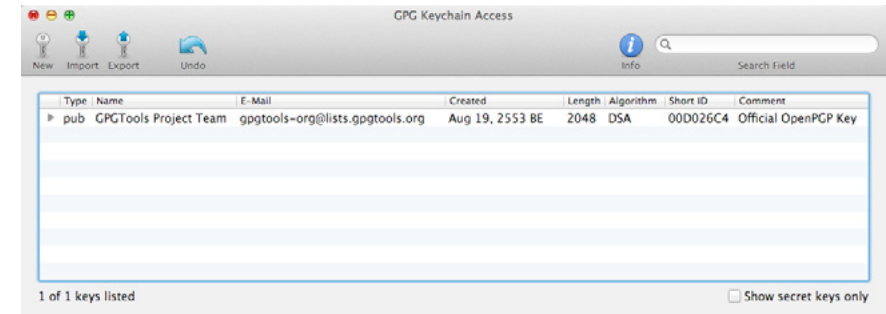 GPG Keychain Access
New Import Export Undo Info Search Field
Type Name E-Mail Created Length Algorithm Short ID Comment
pub GPGTools Project Team gpgtools-org@lists.gpgtools.org Aug 19, 2553 BE 2048 DSA 00D026C4 Official OpenPGP Key
1 of 1 keys listed Show secret keys only